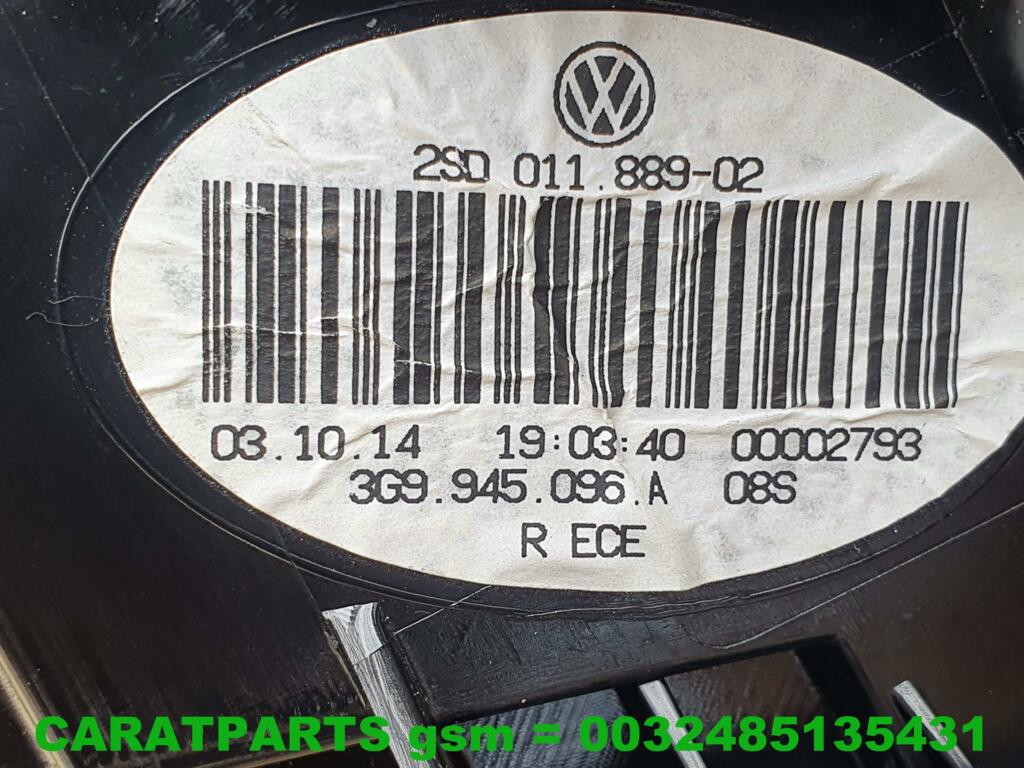 2SD 011.889-02
03.10.14 19:03:40 00002793
3G9.945.096.A 08S
R ECE
CARATPARTS gsm = 0032485135431